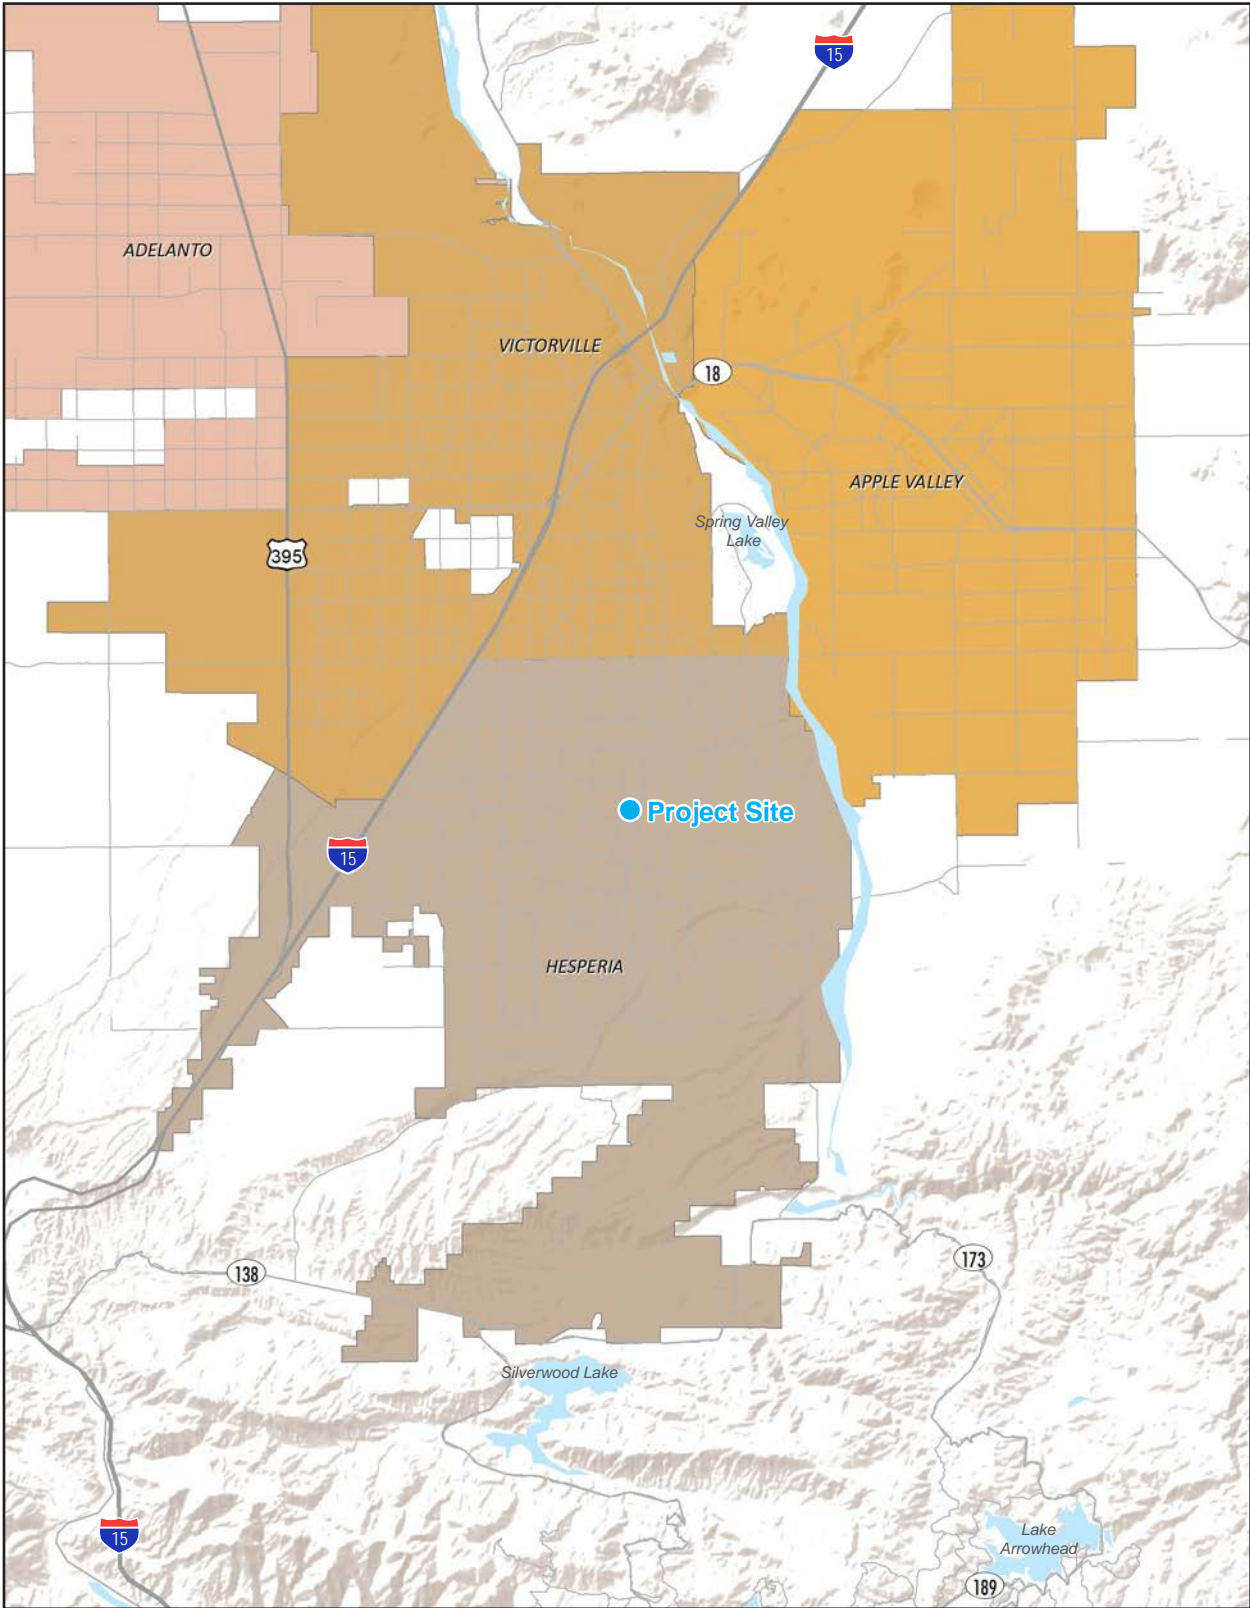 15
ADELANTO
VICTORVILLE
18
APPLE VALLEY
Spring Valley
Lake
395
Project Site
15
HESPERIA
138
173
Silverwood Lake
15
Lake
Arrowhead
189